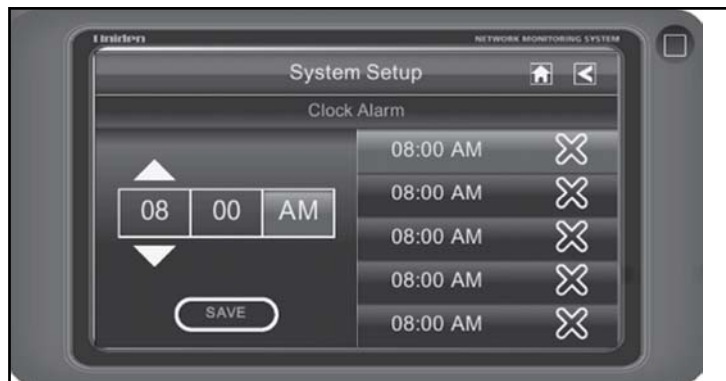 Uniden NETWORK MONITORING SYSTEM
System Setup
Clock Alarm
08 00 AM
SAVE
08:00 AM
08:00 AM
08:00 AM
08:00 AM
08:00 AM